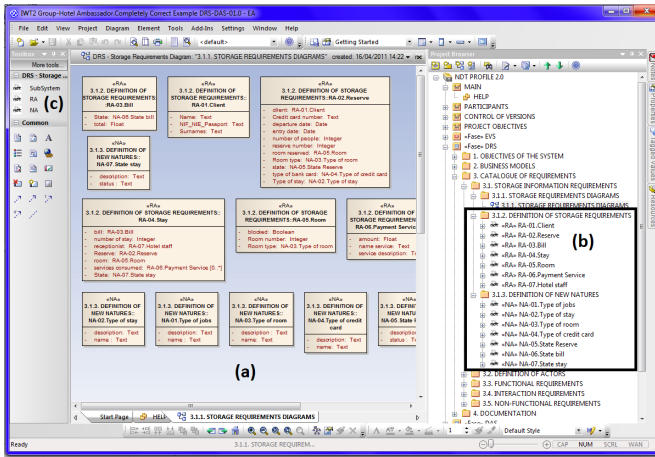 IWT2 Group-Hotel Ambassador.Completely Correct Example DRS-DAS-01.0 - EA
File Edit View Project Diagram Element Tools Add-Ins Settings Window Help
<default> Getting Started
Toolbox
More tools...
DRS - Storage ...
SubSystem
RA
NA
(c)
Common
DRS - Storage Requirements Diagram: "3.1.1. STORAGE REQUIREMENTS DIAGRAMS" created: 16/04/2011 14:22
«RA»
3.1.2. DEFINITION OF
STORAGE REQUIREMENTS::
RA-03.Bill
- State: NA-06.State bill
- total: Float
«RA»
3.1.2. DEFINITION OF
STORAGE REQUIREMENTS::
RA-01.Client
- Name: Text
- NIF_NIE_Passport: Text
- Surnames: Text
«RA»
3.1.2. DEFINITION OF STORAGE
REQUIREMENTS::RA-02.Reserve
- client: RA-01.Client
- Credit card number: Text
- departure date: Date
- entry date: Date
- number of people: Integer
- reserve number: Integer
- room reserved: RA-05.Room
- Room type: NA-03.Type of room
- state: NA-05.State Reserve
- type of bank card: NA-04.Type of credit card
- Type of stay: NA-02.Type of stay
«NA»
3.1.3. DEFINITION OF
NEW NATURES::
NA-07.State stay
- description: Text
- status: Text
«RA»
3.1.2. DEFINITION OF STORAGE REQUIREMENTS::
RA-04.Stay
- bill: RA-03.Bill
- number of stay: Integer
- receptionist: RA-07.Hotel staff
- Reserve: RA-02.Reserve
- room: RA-05.Room
- services consumed: RA-06.Payment Service [0..*]
- State: NA-07.State stay
«RA»
3.1.2. DEFINITION OF STORAGE
REQUIREMENTS::RA-05.Room
- blocked: Boolean
- Room number: Integer
- Room type: NA-03.Type of room
«RA»
3.1.2. DEFINITION OF
STORAGE REQUIREMENTS
RA-06.Payment Servic
- amount: Float
- name service: Text
- service description: T
«NA»
3.1.3. DEFINITION OF
NEW NATURES::
NA-02.Type of stay
- description: Text
- name: Text
«NA»
3.1.3. DEFINITION OF
NEW NATURES::
NA-01.Type of jobs
- description: Text
- name: Text
«NA»
3.1.3. DEFINITION OF
NEW NATURES::
NA-03.Type of room
- description: Text
- name: Text
«NA»
3.1.3. DEFINITION OF
NEW NATURES::
NA-04.Type of credit
card
- description: Text
- name: Text
«NA»
3.1.3. DEFINIT
NEW NATUR
NA-05.State R
- description:
- status: T
(a)
Start Page HELP 3.1.1. STORAGE REQUIREMENTS DIAGRAMS
Project Browser
NDT PROFILE 2.0
MAIN
HELP
PARTICIPANTS
CONTROL OF VERSIONS
PROJECT OBJECTIVES
«Fase» EVS
«Fase» DRS
1. OBJECTIVES OF THE SYSTEM
2. BUSINESS MODELS
3. CATALOGUE OF REQUIREMENTS
3.1. STORAGE INFORMATION REQUIREMENTS
3.1.1. STORAGE REQUIREMENTS DIAGRAMS
3.1.1. STORAGE REQUIREMENTS DIAGRAMS
3.1.2. DEFINITION OF STORAGE REQUIREMENTS
«RA» RA-01.Client
«RA» RA-02.Reserve
«RA» RA-03.Bill
«RA» RA-04.Stay
«RA» RA-05.Room
«RA» RA-06.Payment Service
«RA» RA-07.Hotel staff
(b)
3.1.3. DEFINITION OF NEW NATURES
«NA» NA-01.Type of jobs
«NA» NA-02.Type of stay
«NA» NA-03.Type of room
«NA» NA-04.Type of credit card
«NA» NA-05.State Reserve
«NA» NA-06.State bill
«NA» NA-07.State stay
3.2. DEFINITION OF ACTORS
3.3. FUNCTIONAL REQUIREMENTS
3.4. INTERACTION REQUIREMENTS
3.5. NON-FUNCTIONAL REQUIREMENTS
4. DOCUMENTATION
«Fase» DAS
1 Default Style
Ready 3.1.1. STORAGE REQUIREM... CAP NUM SCRL WAN